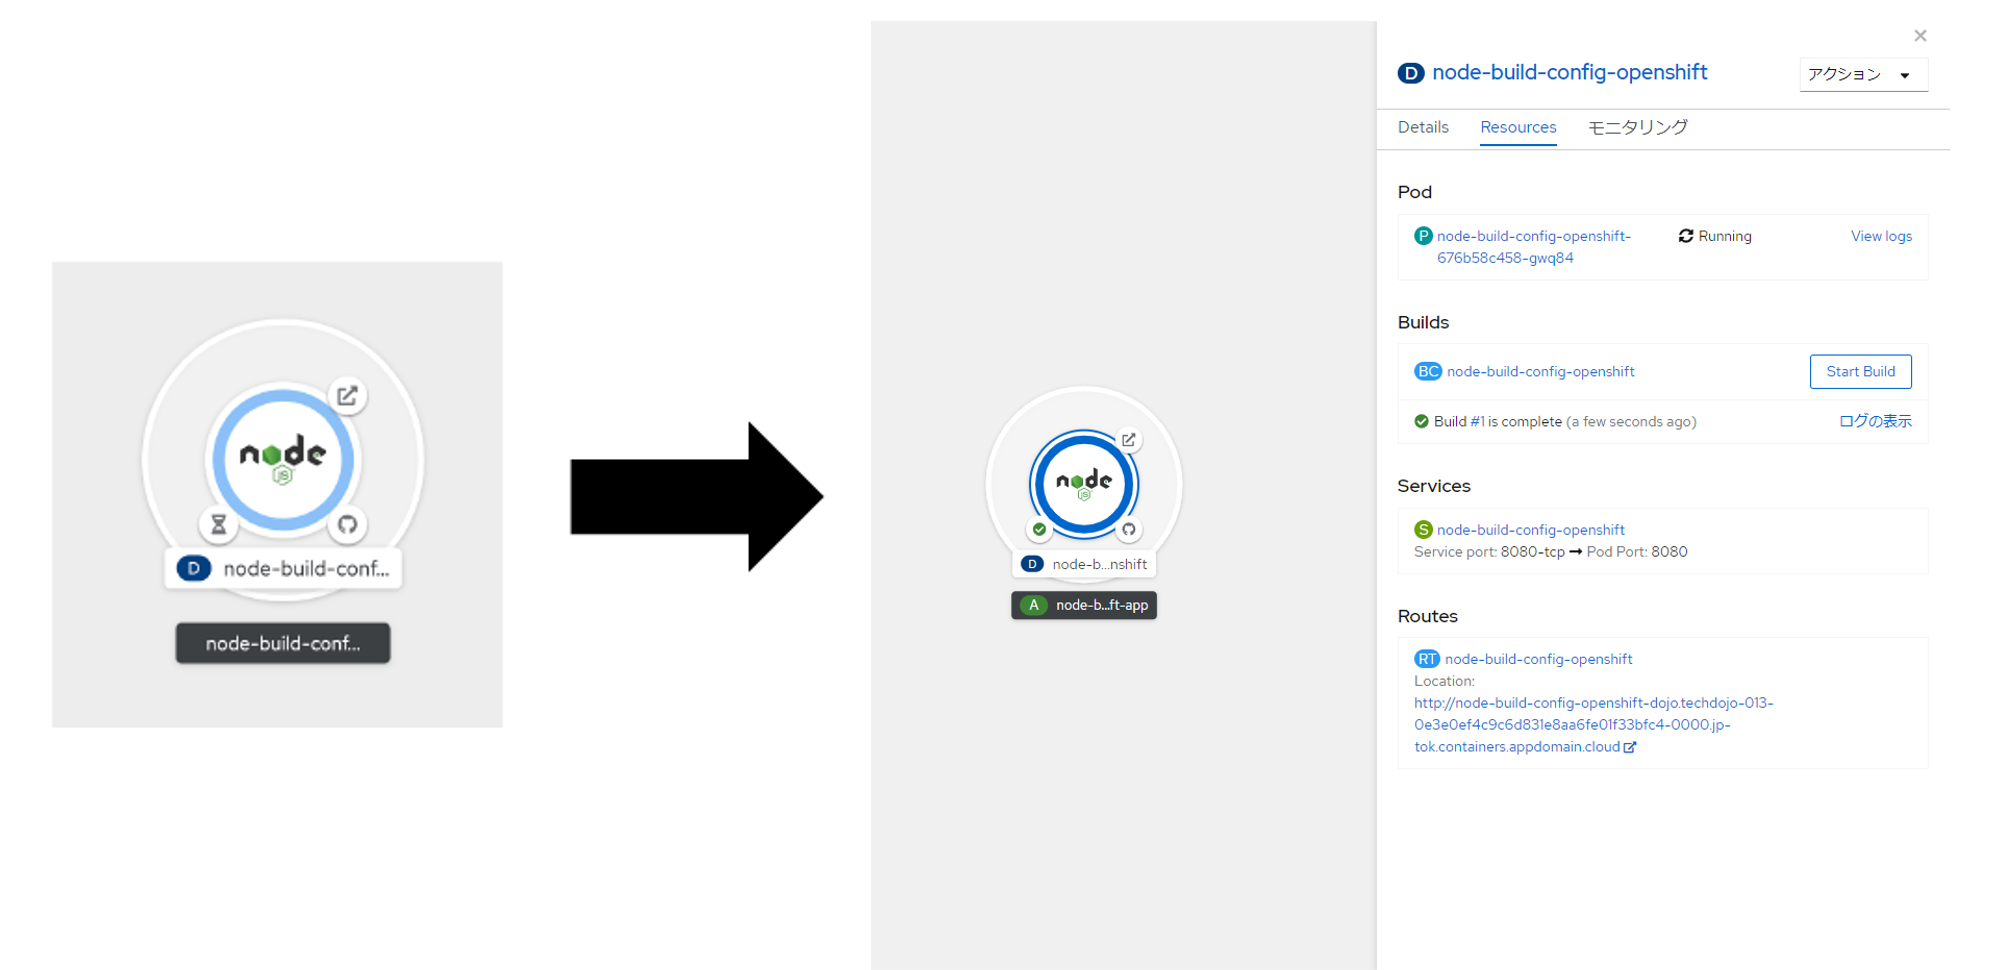 node
JS
D node-build-conf...
node-build-conf...
node
JS
D node-b...nshift
A node-b...ft-app
D node-build-config-openshift
アクション
Details Resources モニタリング
Pod
P node-build-config-openshift-
676b58c458-gwq84
Running
View logs
Builds
BC node-build-config-openshift
Start Build
Build #1 is complete (a few seconds ago)
ログの表示
Services
S node-build-config-openshift
Service port: 8080-tcp → Pod Port: 8080
Routes
RT node-build-config-openshift
Location:
http://node-build-config-openshift-dojo.techdojo-013-
0e3e0ef4c9c6d831e8aa6fe01f33bfc4-0000.jp-
tok.containers.appdomain.cloud